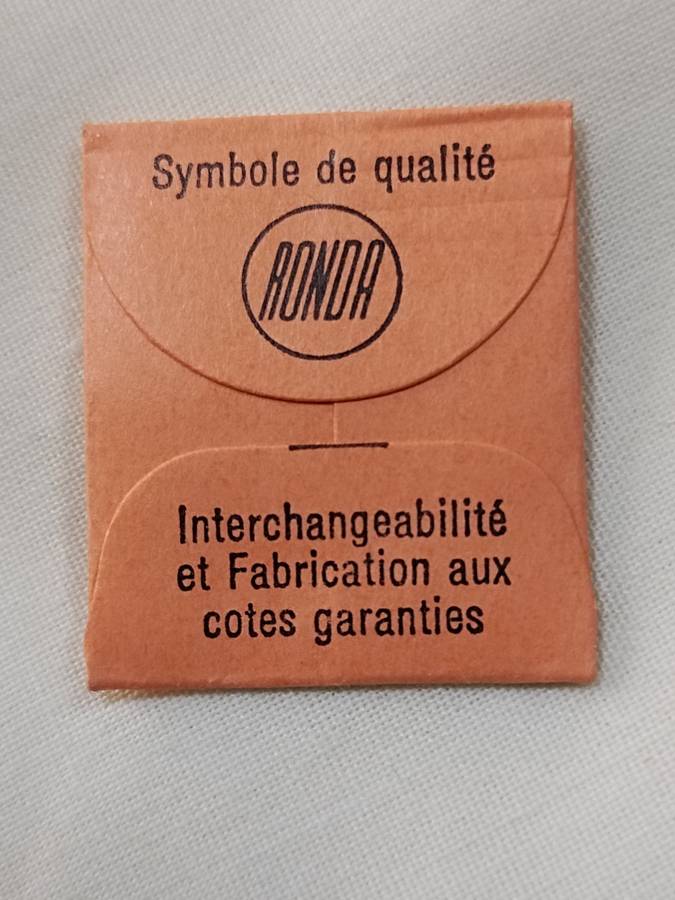 Symbole de qualité
RONDA
Interchangeabilité
et Fabrication aux
cotes garanties